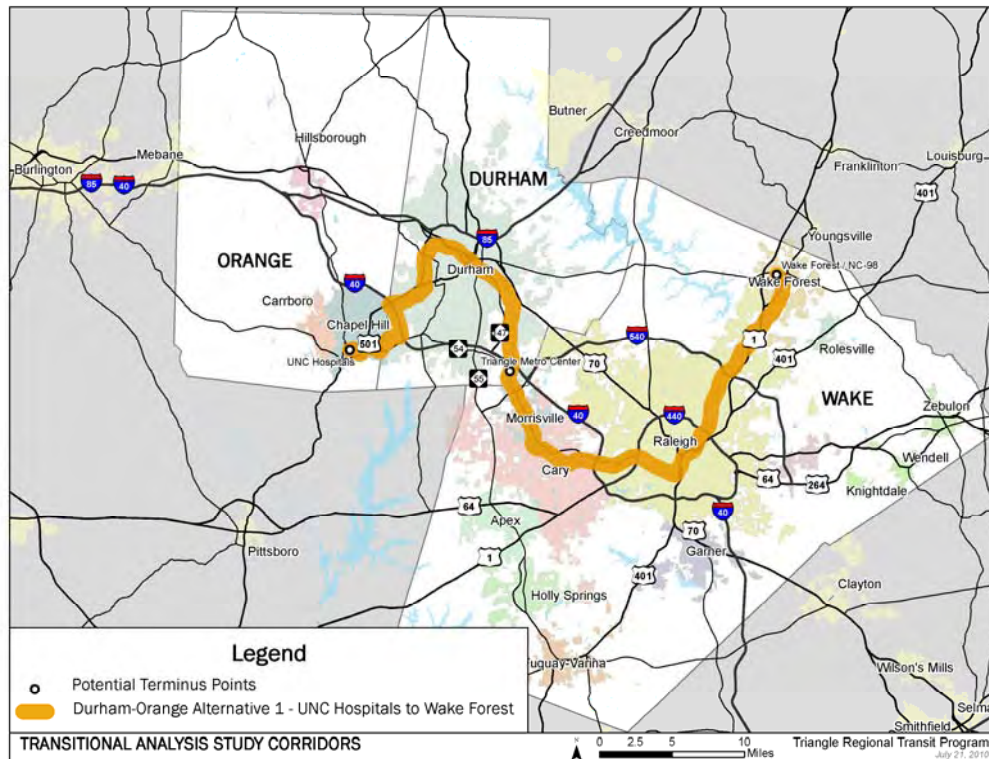 Butner
Creedmoor
Hillsborough
Burlington
Mebane
Franklinton
Louisburg
85
40
DURHAM
401
85
Youngsville
ORANGE
Durham
Wake Forest / NC-98
Wake Forest
40
Carrboro
Chapel Hill
501
UNC Hospitals
147
54
Triangle Metro Center
55
540
70
1
401
Rolesville
WAKE
Morrisville
40
440
Raleigh
Zebulon
Cary
64
264
Wendell
Knightdale
64
Apex
40
70
1
Garner
Pittsboro
401
Clayton
Holly Springs
uquay-Varina
Wilson's Mills
Selma
Smithfield
Legend
Potential Terminus Points
Durham-Orange Alternative 1 - UNC Hospitals to Wake Forest
TRANSITIONAL ANALYSIS STUDY CORRIDORS
N
0 2.5 5 10
Miles
Triangle Regional Transit Program
July 21, 2010